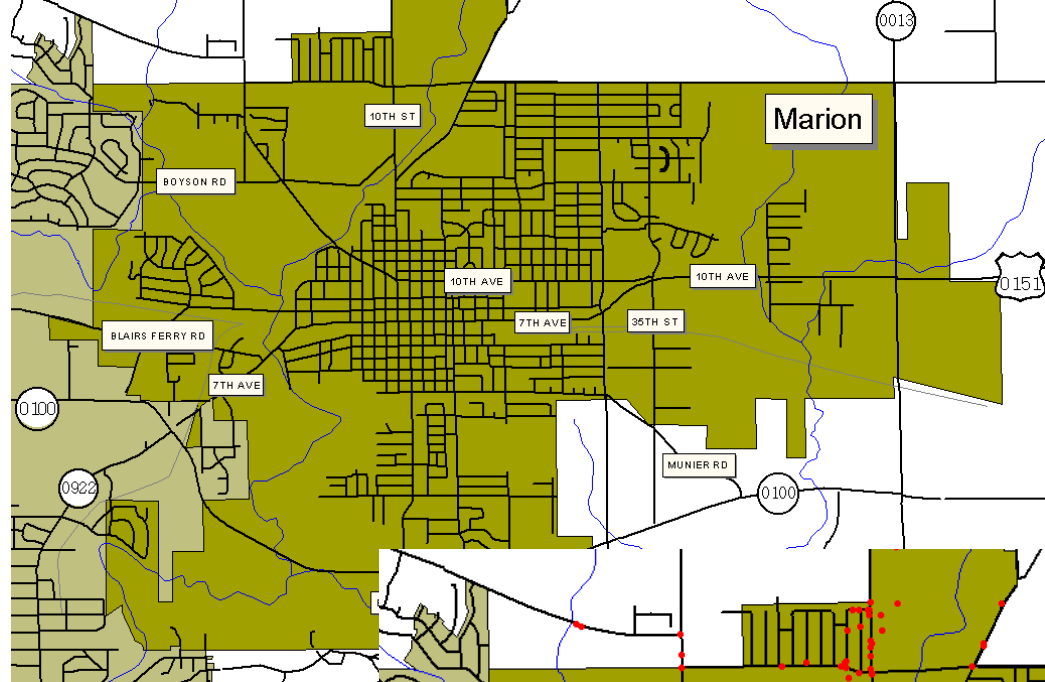 0013
Marion
10TH ST
BOYSON RD
10TH AVE
10TH AVE
0151
7TH AVE
35TH ST
BLAIRS FERRY RD
7TH AVE
0100
MUNIER RD
0922
0100